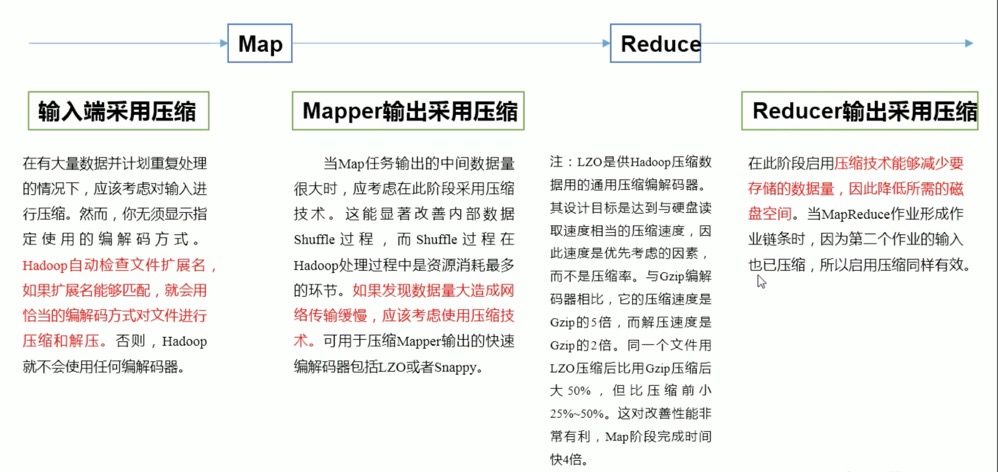 Map
Reduce
输入端采用压缩
在有大量数据并计划重复处理
的情况下，应该考虑对输入进
行压缩。然而，你无须显示指
定使用的编解码方式。
Hadoop自动检查文件扩展名，
如果扩展名能够匹配，就会用
恰当的编解码方式对文件进行
压缩和解压。否则，Hadoop
就不会使用任何编解码器。
Mapper输出采用压缩
当Map任务输出的中间数据量
很大时，应考虑在此阶段采用压缩
技术。这能显著改善内部数据
Shuffle过程，而Shuffle过程在
Hadoop处理过程中是资源消耗最多
的环节。如果发现数据量大造成网
络传输缓慢，应该考虑使用压缩技
术。可用于压缩Mapper输出的快速
编解码器包括LZO或者Snappy。
注：LZO是供Hadoop压缩数
据用的通用压缩编解码器。
其设计目标是达到与硬盘读
取速度相当的压缩速度，因
此速度是优先考虑的因素，
而不是压缩率。与Gzip编解
码器相比，它的压缩速度是
Gzip的5倍，而解压速度是
Gzip的2倍。同一个文件用
LZO压缩后比用Gzip压缩后
大50%，但比压缩前小
25%~50%。这对改善性能非
常有利，Map阶段完成时间
快4倍。
Reducer输出采用压缩
在此阶段启用压缩技术能够减少要
存储的数据量，因此降低所需的磁
盘空间。当MapReduce作业形成作
业链条时，因为第二个作业的输入
也已压缩，所以启用压缩同样有效。